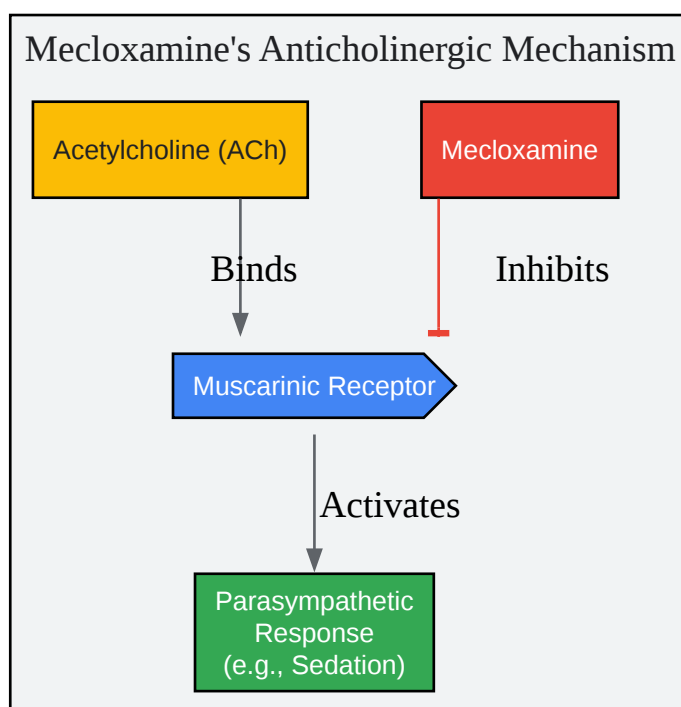 Mecloxamine's Anticholinergic Mechanism
Acetylcholine (ACh)
Mecloxamine
Binds
Inhibits
Muscarinic Receptor
Activates
Parasympathetic
Response
(e.g., Sedation)